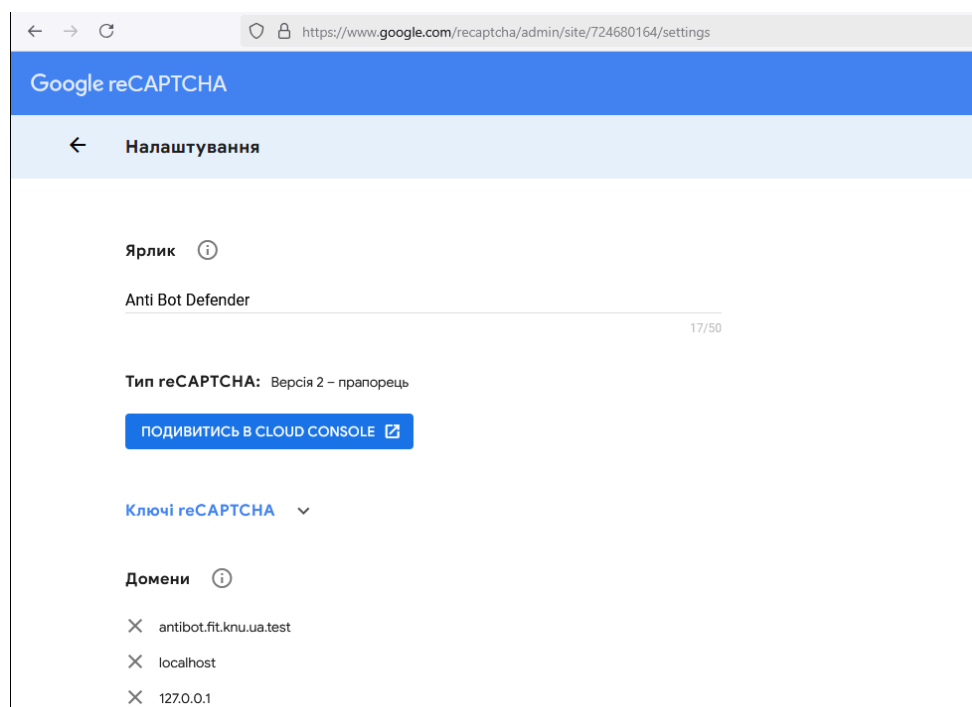 https://www.google.com/recaptcha/admin/site/724680164/settings
Google reCAPTCHA
Налаштування
Ярлик
Anti Bot Defender
17/50
Тип reCAPTCHA: Версія 2 – прапорець
ПОДИВИТИСЬ В CLOUD CONSOLE
Ключі reCAPTCHA
Домени
antibot.fit.knu.ua.test
localhost
127.0.0.1